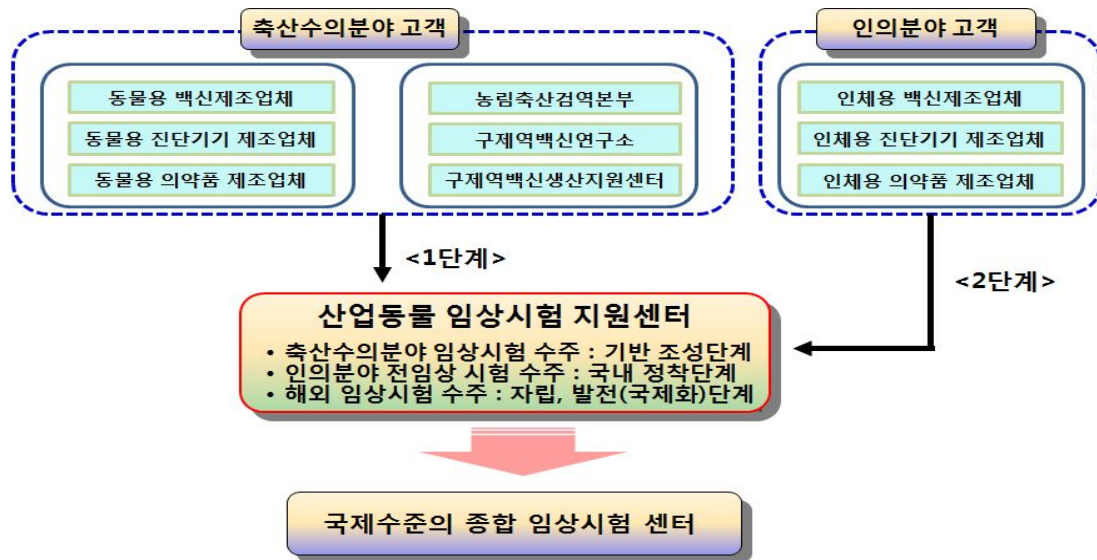 축산수의분야 고객
동물용 백신제조업체
동물용 진단기기 제조업체
동물용 의약품 제조업체
농림축산검역본부
구제역백신연구소
구제역백신생산지원센터
인의분야 고객
인체용 백신제조업체
인체용 진단기기 제조업체
인체용 의약품 제조업체
<1단계>
<2단계>
산업동물 임상시험 지원센터
• 축산수의분야 임상시험 수주 : 기반 조성단계
• 인의분야 전임상 시험 수주 : 국내 정착단계
• 해외 임상시험 수주 : 자립, 발전(국제화)단계
국제수준의 종합 임상시험 센터